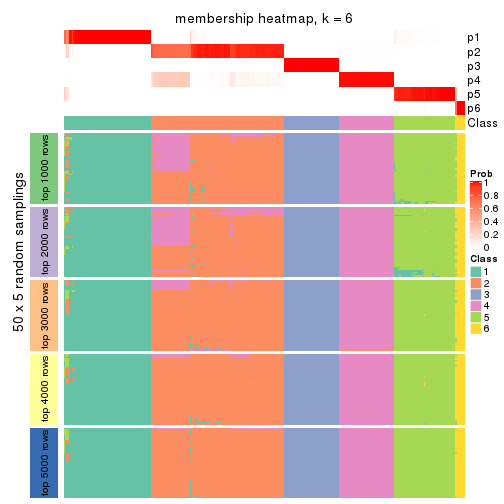 membership heatmap, k = 6
p1
p2
p3
p4
p5
p6
Class
50 x 5 random samplings
top 1000 rows
top 2000 rows
top 3000 rows
top 4000 rows
top 5000 rows
Prob
1
0.8
0.6
0.4
0.2
0
Class
1
2
3
4
5
6